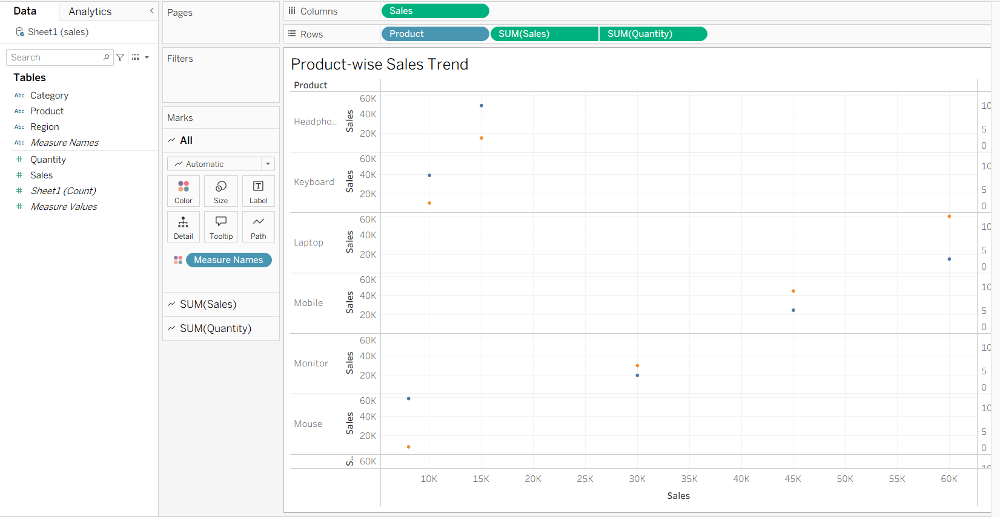 Data
Analytics
Sheet1 (sales)
Search
Tables
Abc Category
Abc Product
Abc Region
Abc Measure Names
# Quantity
# Sales
# Sheet1 (Count)
# Measure Values
Pages
Filters
Marks
All
Automatic
Color Size Label
Detail Tooltip Path
Measure Names
SUM(Sales)
SUM(Quantity)
Columns Sales
Rows Product SUM(Sales) SUM(Quantity)
Product-wise Sales Trend
Product
Headpho.. Sales 60K 40K 20K 10 5 0
Keyboard Sales 60K 40K 20K 10 5 0
Laptop Sales 60K 40K 20K 10 5 0
Mobile Sales 60K 40K 20K 10 5 0
Monitor Sales 60K 40K 20K 10 5 0
Mouse Sales 60K 40K 20K 10 5 0
S.. 60K 10
10K 15K 20K 25K 30K 35K 40K 45K 50K 55K 60K
Sales